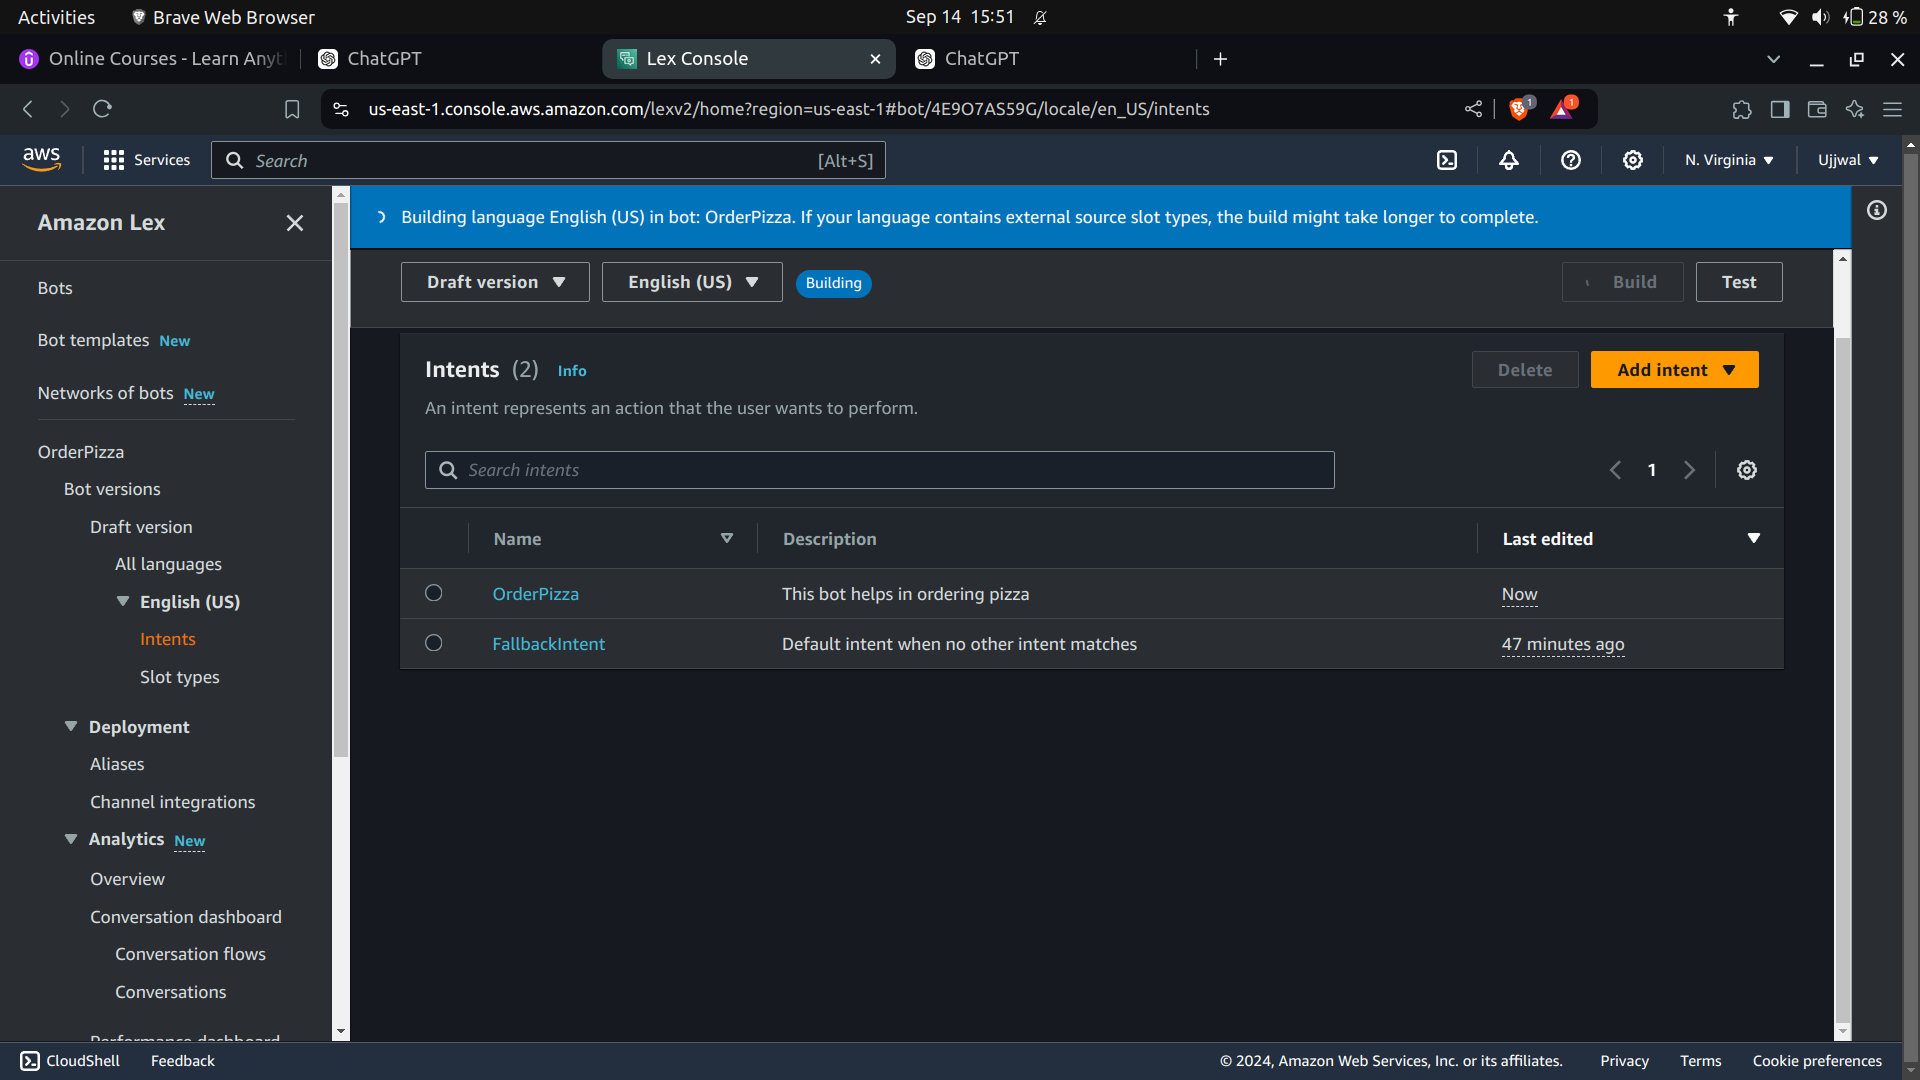 Activities
Brave Web Browser
Sep 14 15:51
28 %
Online Courses - Learn Anyt
ChatGPT
Lex Console
ChatGPT
us-east-1.console.aws.amazon.com/lexv2/home?region=us-east-1#bot/4E9O7AS59G/locale/en_US/intents
1
1
aws
Services
Search
[Alt+S]
N. Virginia
Ujjwal
Amazon Lex
Building language English (US) in bot: OrderPizza. If your language contains external source slot types, the build might take longer to complete.
Bots
Bot templates New
Networks of bots New
OrderPizza
Bot versions
Draft version
All languages
English (US)
Intents
Slot types
Deployment
Aliases
Channel integrations
Analytics New
Overview
Conversation dashboard
Conversation flows
Conversations
Performance dashboard
Draft version
English (US)
Building
Build
Test
Intents (2) Info
Delete
Add intent
An intent represents an action that the user wants to perform.
Search intents
1
Name
Description
Last edited
OrderPizza
This bot helps in ordering pizza
Now
FallbackIntent
Default intent when no other intent matches
47 minutes ago
CloudShell
Feedback
© 2024, Amazon Web Services, Inc. or its affiliates.
Privacy
Terms
Cookie preferences